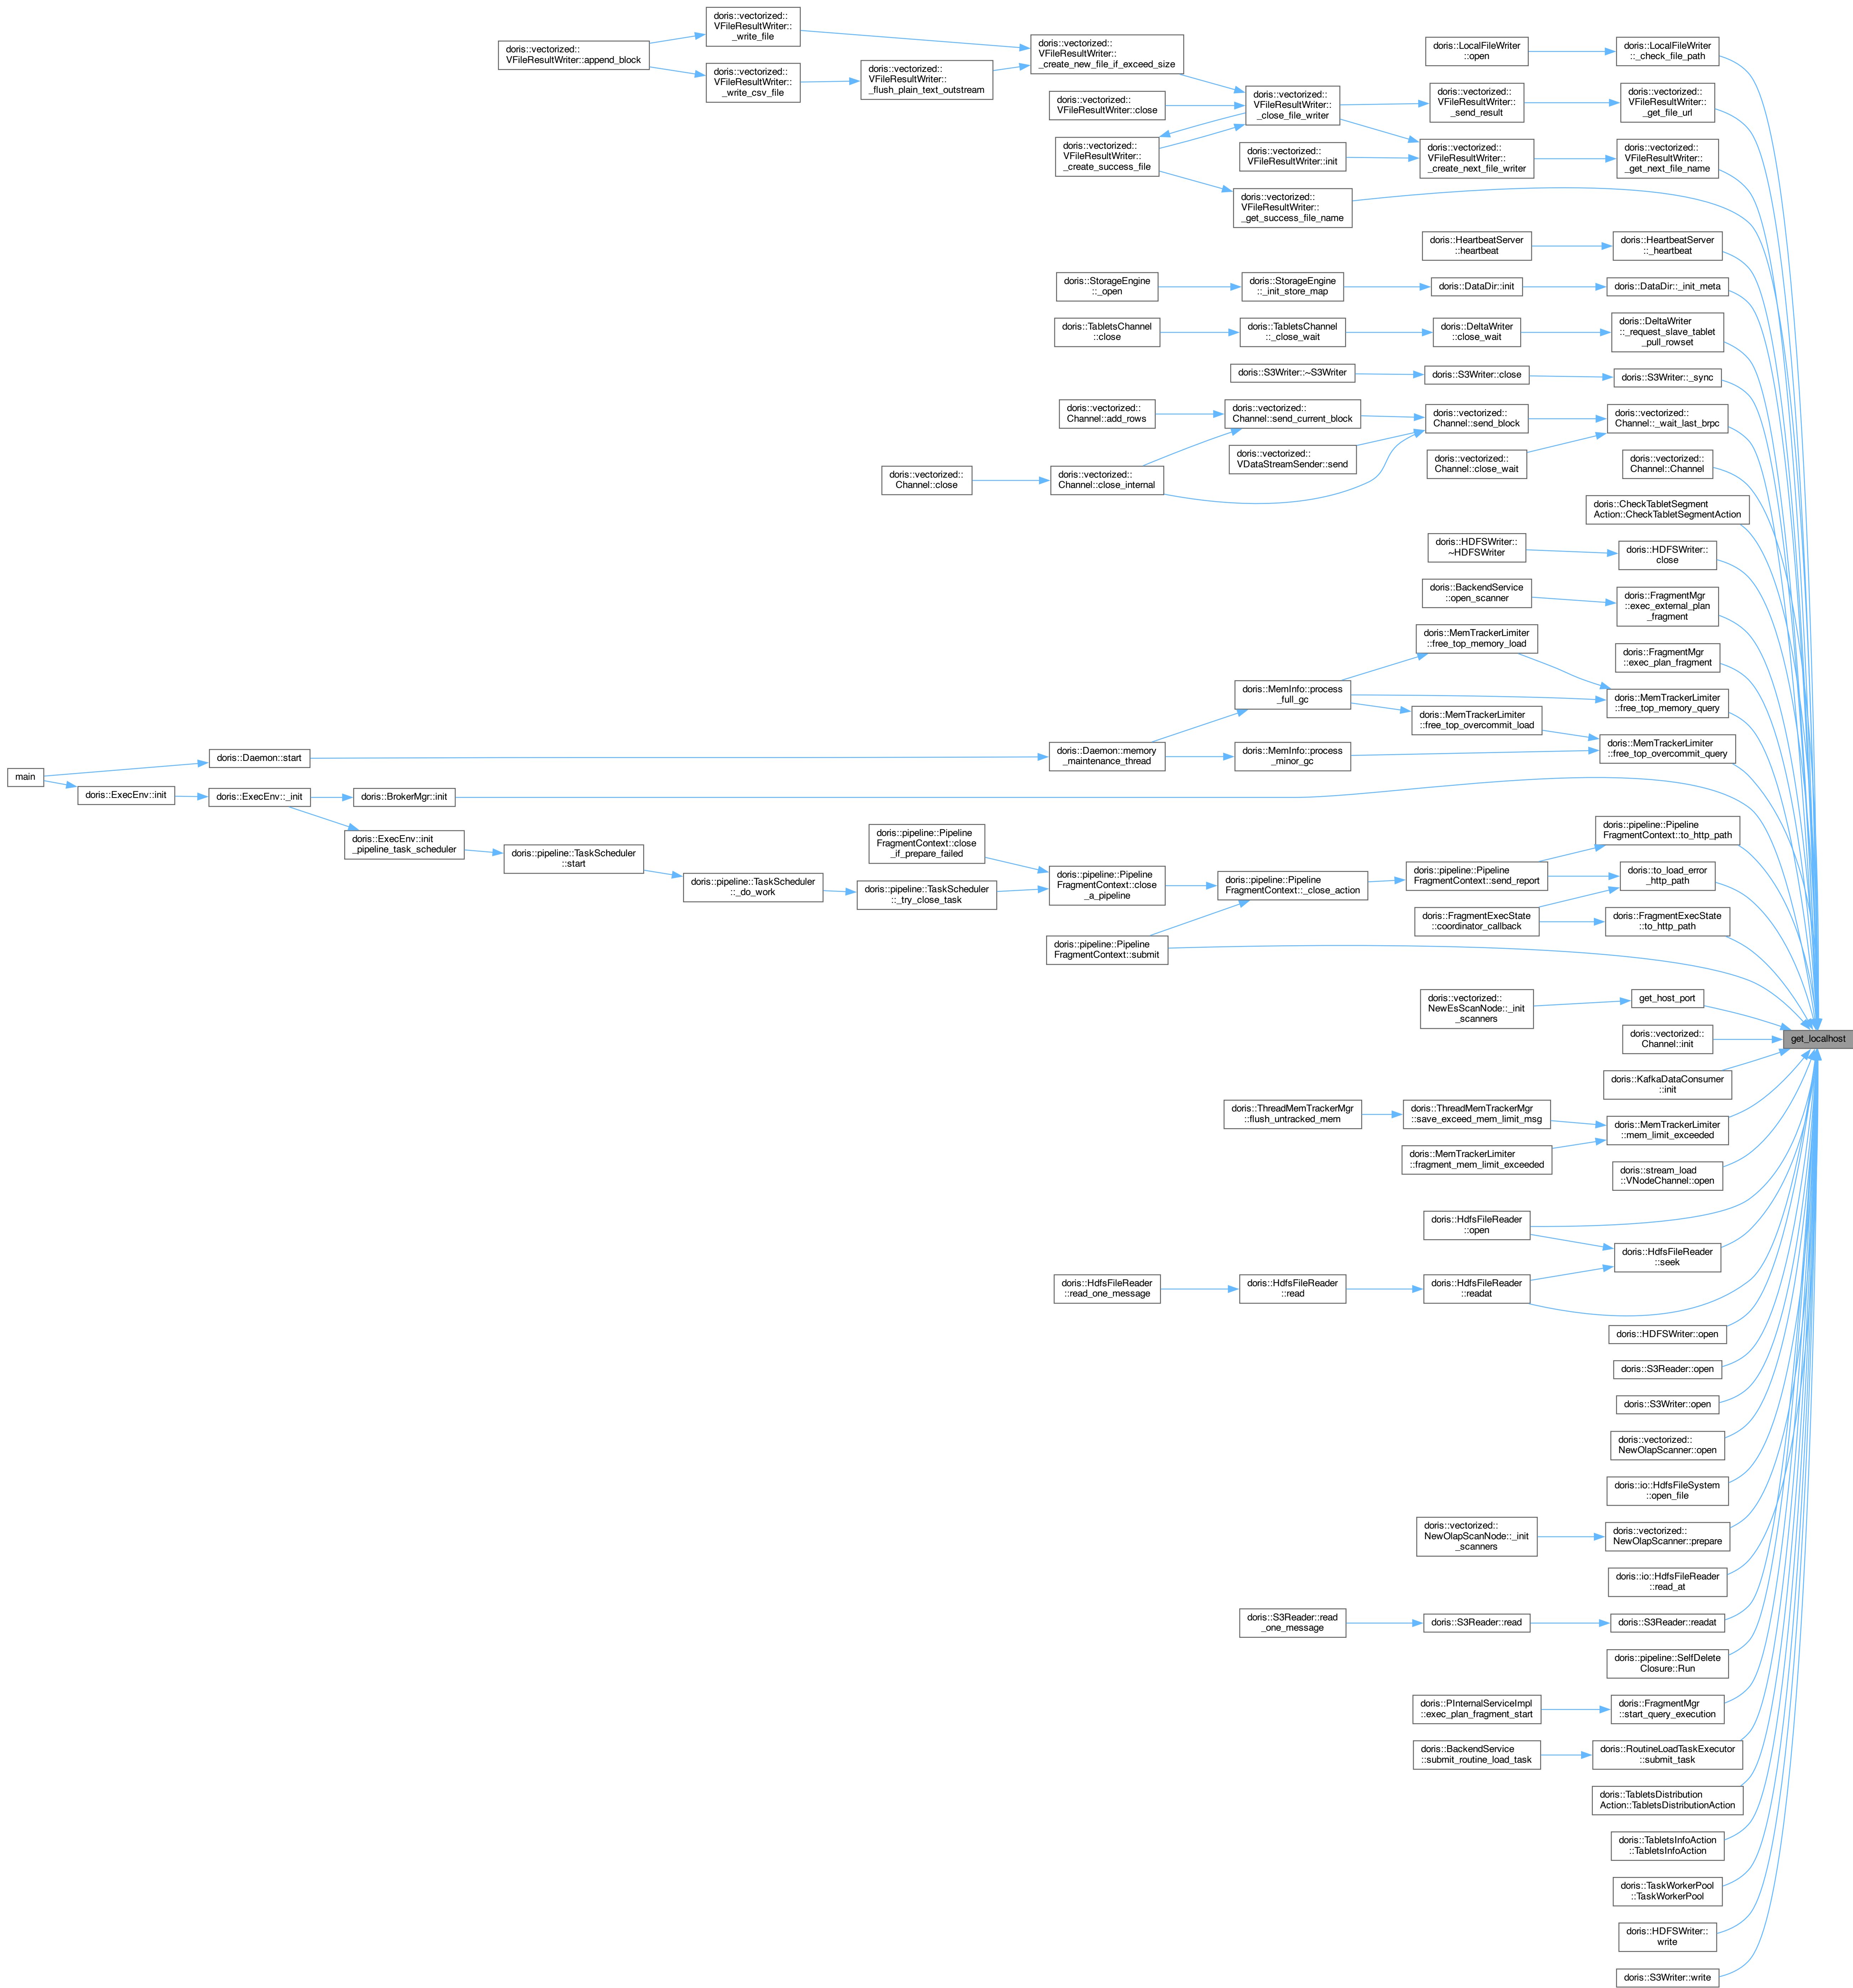 doris::vectorized::
VFileResultWriter::
_write_file
doris::vectorized::
VFileResultWriter::append_block
doris::vectorized::
VFileResultWriter::
_write_csv_file
doris::vectorized::
VFileResultWriter::
_flush_plain_text_outstream
doris::vectorized::
VFileResultWriter::
_create_new_file_if_exceed_size
doris::vectorized::
VFileResultWriter::close
doris::vectorized::
VFileResultWriter::
_create_success_file
doris::vectorized::
VFileResultWriter::
_close_file_writer
doris::vectorized::
VFileResultWriter::init
doris::vectorized::
VFileResultWriter::
_get_success_file_name
doris::LocalFileWriter
::open
doris::LocalFileWriter
::_check_file_path
doris::vectorized::
VFileResultWriter::
_send_result
doris::vectorized::
VFileResultWriter::
_get_file_url
doris::vectorized::
VFileResultWriter::
_create_next_file_writer
doris::vectorized::
VFileResultWriter::
_get_next_file_name
doris::HeartbeatServer
::heartbeat
doris::HeartbeatServer
::_heartbeat
doris::StorageEngine
::_open
doris::StorageEngine
::_init_store_map
doris::DataDir::init
doris::DataDir::_init_meta
doris::TabletsChannel
::close
doris::TabletsChannel
::_close_wait
doris::DeltaWriter
::close_wait
doris::DeltaWriter
::_request_slave_tablet
_pull_rowset
doris::S3Writer::~S3Writer
doris::S3Writer::close
doris::S3Writer::_sync
doris::vectorized::
Channel::add_rows
doris::vectorized::
Channel::send_current_block
doris::vectorized::
Channel::send_block
doris::vectorized::
Channel::_wait_last_brpc
doris::vectorized::
VDataStreamSender::send
doris::vectorized::
Channel::close_wait
doris::vectorized::
Channel::Channel
doris::vectorized::
Channel::close
doris::vectorized::
Channel::close_internal
doris::CheckTabletSegment
Action::CheckTabletSegmentAction
doris::HDFSWriter::
~HDFSWriter
doris::HDFSWriter::
close
doris::BackendService
::open_scanner
doris::FragmentMgr
::exec_external_plan
_fragment
doris::MemTrackerLimiter
::free_top_memory_load
doris::FragmentMgr
::exec_plan_fragment
doris::MemInfo::process
_full_gc
doris::MemTrackerLimiter
::free_top_memory_query
doris::MemTrackerLimiter
::free_top_overcommit_load
doris::MemTrackerLimiter
::free_top_overcommit_query
main
doris::Daemon::start
doris::Daemon::memory
_maintenance_thread
doris::MemInfo::process
_minor_gc
doris::ExecEnv::init
doris::ExecEnv::_init
doris::BrokerMgr::init
doris::ExecEnv::init
_pipeline_task_scheduler
doris::pipeline::TaskScheduler
::start
doris::pipeline::TaskScheduler
::_do_work
doris::pipeline::Pipeline
FragmentContext::close
_if_prepare_failed
doris::pipeline::TaskScheduler
::_try_close_task
doris::pipeline::Pipeline
FragmentContext::close
_a_pipeline
doris::pipeline::Pipeline
FragmentContext::_close_action
doris::pipeline::Pipeline
FragmentContext::send_report
doris::pipeline::Pipeline
FragmentContext::to_http_path
doris::to_load_error
_http_path
doris::FragmentExecState
::coordinator_callback
doris::FragmentExecState
::to_http_path
doris::pipeline::Pipeline
FragmentContext::submit
doris::vectorized::
NewEsScanNode::_init
_scanners
get_host_port
get_localhost
doris::vectorized::
Channel::init
doris::KafkaDataConsumer
::init
doris::ThreadMemTrackerMgr
::flush_untracked_mem
doris::ThreadMemTrackerMgr
::save_exceed_mem_limit_msg
doris::MemTrackerLimiter
::mem_limit_exceeded
doris::MemTrackerLimiter
::fragment_mem_limit_exceeded
doris::stream_load
::VNodeChannel::open
doris::HdfsFileReader
::open
doris::HdfsFileReader
::seek
doris::HdfsFileReader
::read_one_message
doris::HdfsFileReader
::read
doris::HdfsFileReader
::readat
doris::HDFSWriter::open
doris::S3Reader::open
doris::S3Writer::open
doris::vectorized::
NewOlapScanner::open
doris::io::HdfsFileSystem
::open_file
doris::vectorized::
NewOlapScanNode::_init
_scanners
doris::vectorized::
NewOlapScanner::prepare
doris::io::HdfsFileReader
::read_at
doris::S3Reader::read
_one_message
doris::S3Reader::read
doris::S3Reader::readat
doris::pipeline::SelfDelete
Closure::Run
doris::PInternalServiceImpl
::exec_plan_fragment_start
doris::FragmentMgr
::start_query_execution
doris::BackendService
::submit_routine_load_task
doris::RoutineLoadTaskExecutor
::submit_task
doris::TabletsDistribution
Action::TabletsDistributionAction
doris::TabletsInfoAction
::TabletsInfoAction
doris::TaskWorkerPool
::TaskWorkerPool
doris::HDFSWriter::
write
doris::S3Writer::write